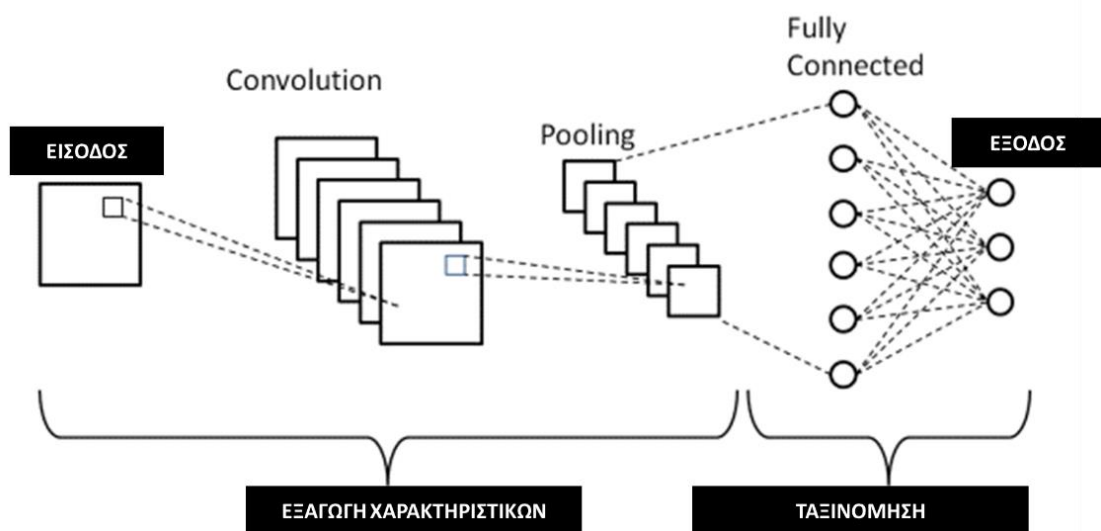 Fully
Connected
Convolution
ΕΙΣΟΔΟΣ
Pooling
ΕΞΟΔΟΣ
ΕΞΑΓΩΓΗ ΧΑΡΑΚΤΗΡΙΣΤΙΚΩΝ
ΤΑΞΙΝΟΜΗΣΗ